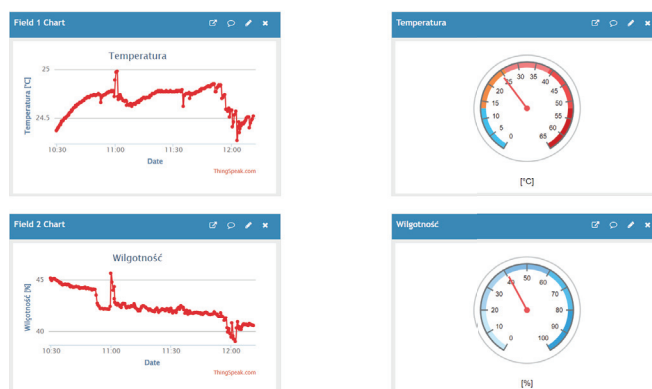 Field 1 Chart
Temperatura
25
24.5
Temperatura [°C]
10:30 11:00 11:30 12:00
Date
ThingSpeak.com
Temperatura
0 5 10 15 20 25 30 35 40 45 50 55 60 65
[°C]
Field 2 Chart
Wilgotność
45
40
Wilgotność [%]
10:30 11:00 11:30 12:00
Date
ThingSpeak.com
Wilgotność
0 10 20 30 40 50 60 70 80 90 100
[%]